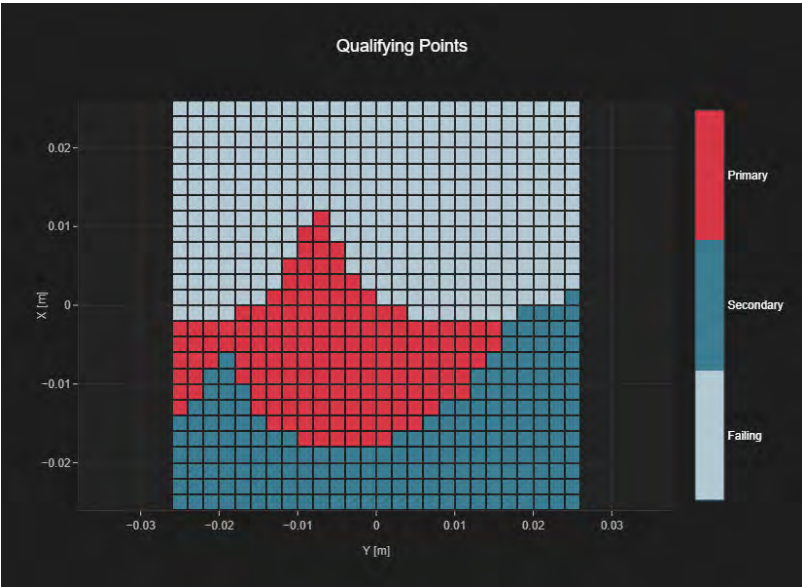 Qualifying Points
0.02
0.01
0
−0.01
−0.02
X [m]
−0.03
−0.02
−0.01
0
0.01
0.02
0.03
Y [m]
Primary
Secondary
Failing